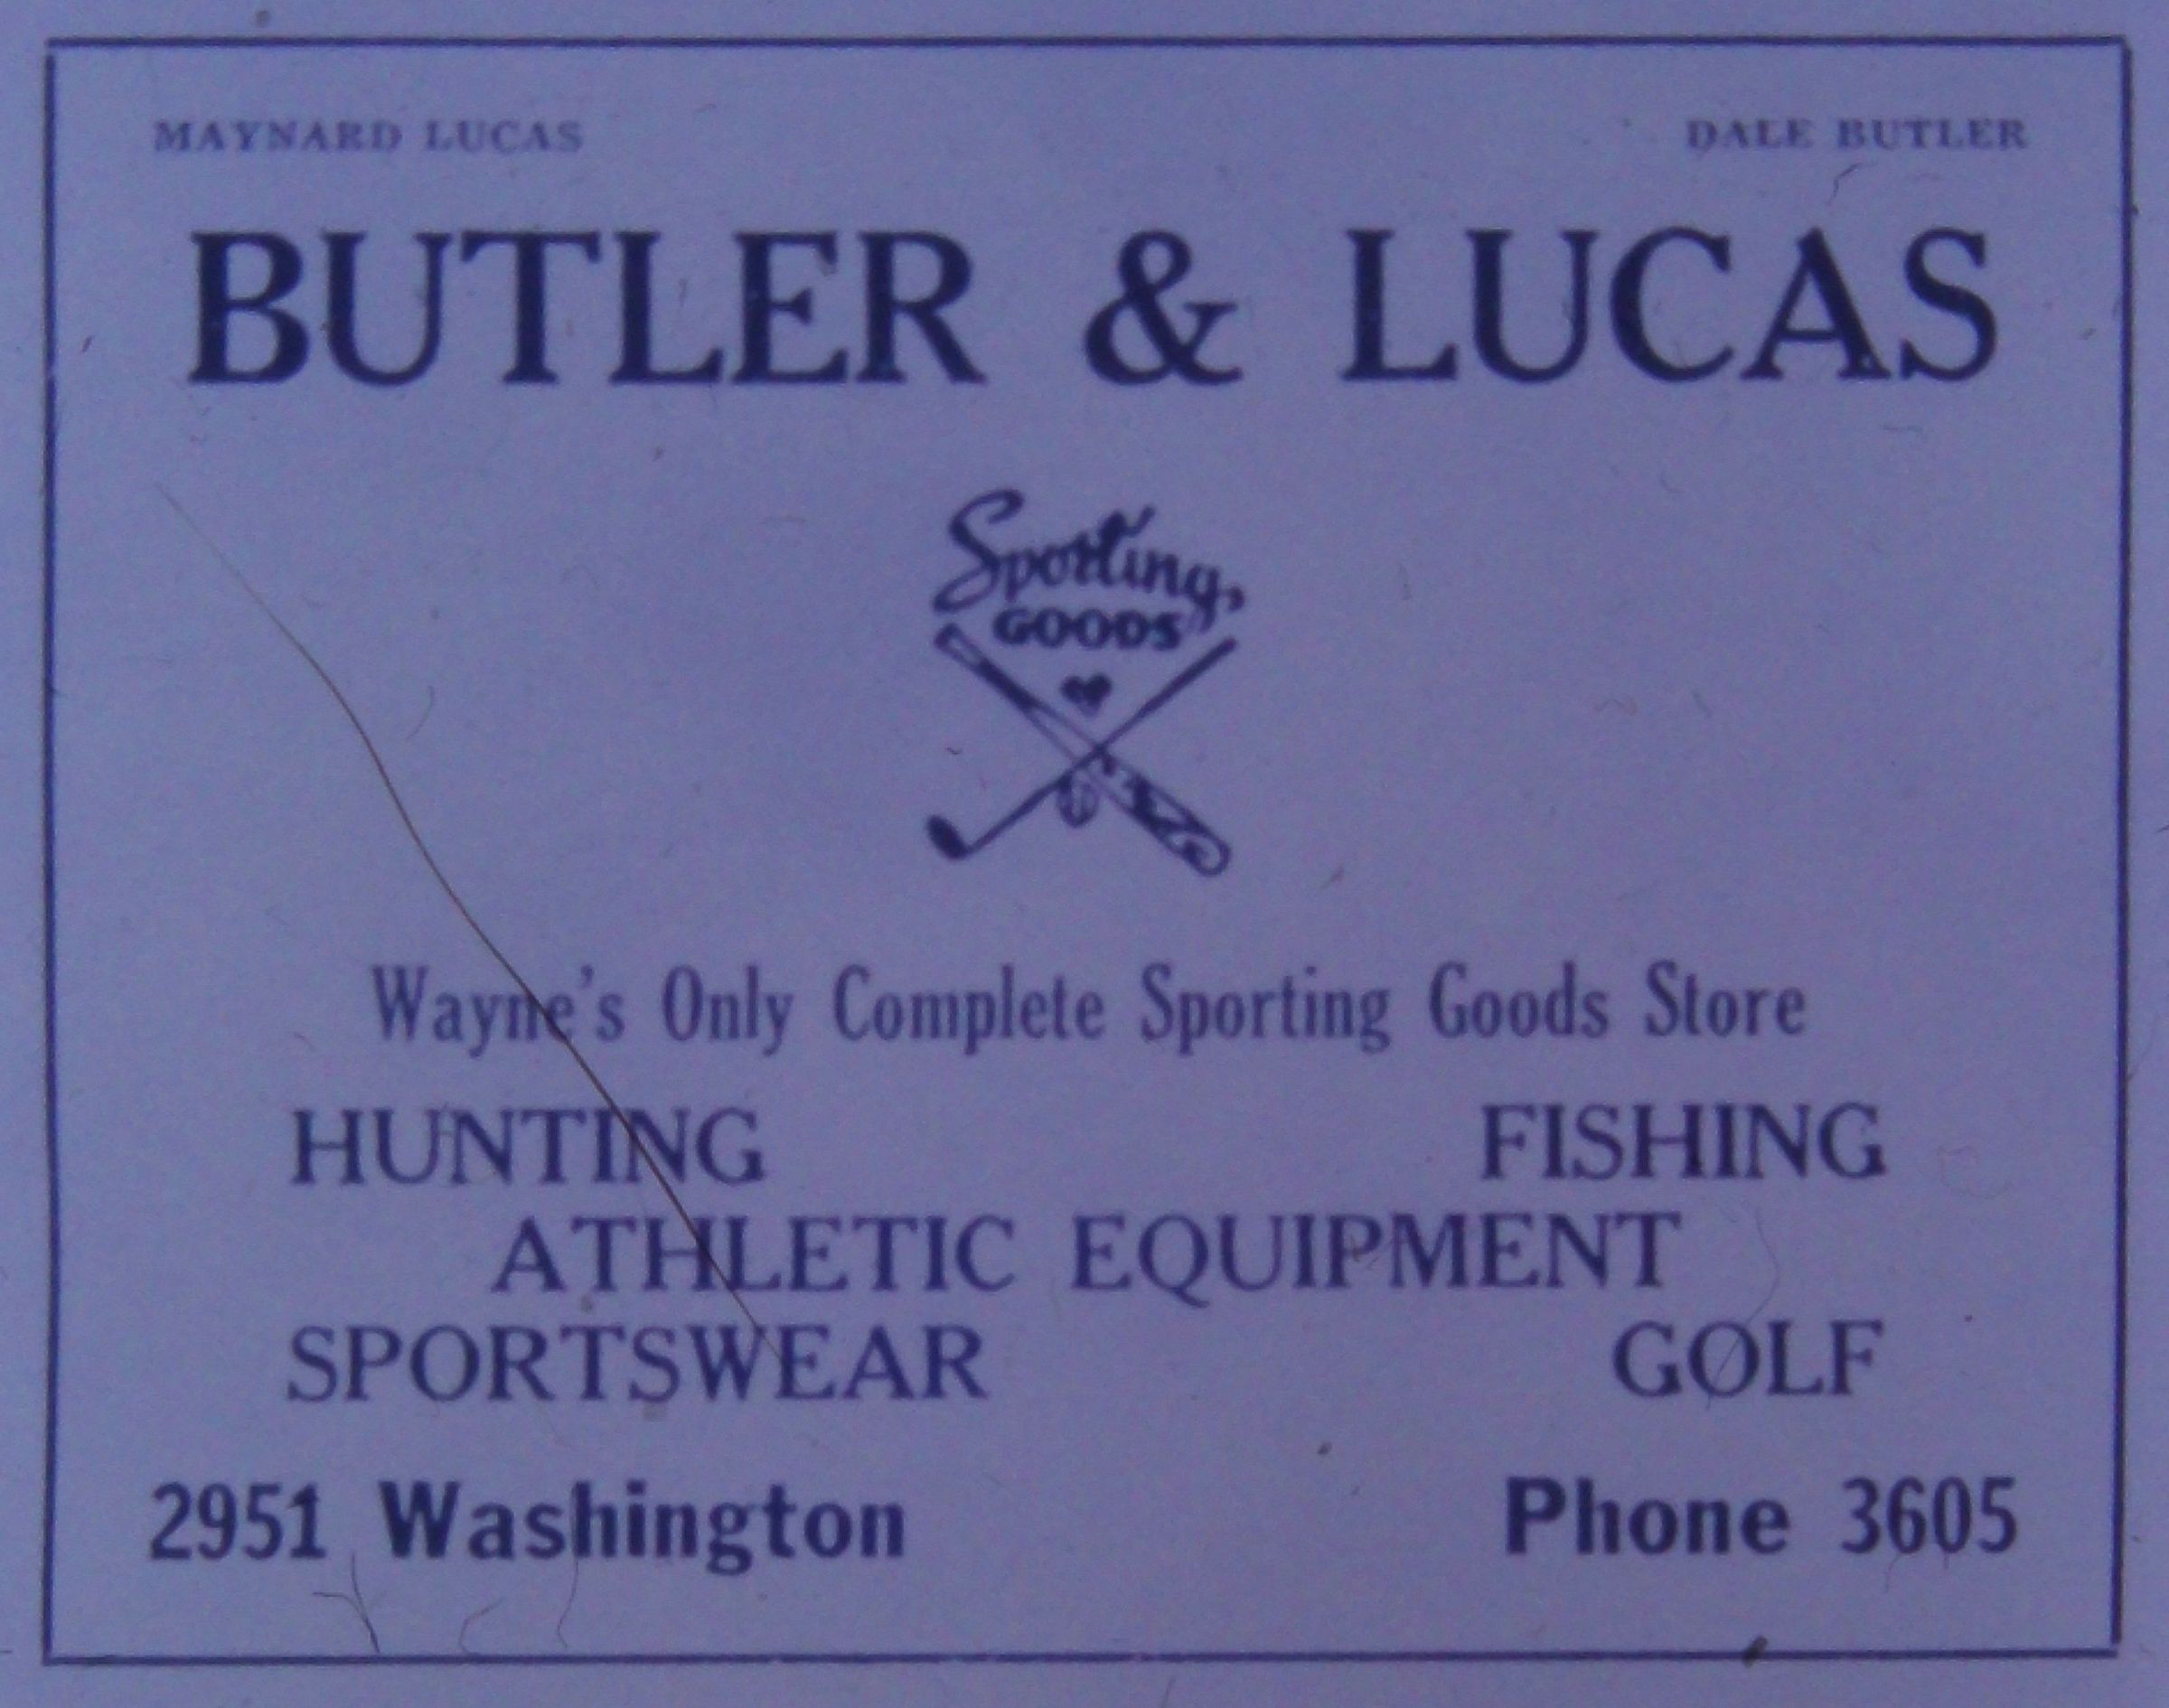 MAYNARD LUCAS DALE BUTLER
BUTLER & LUCAS
Sporting
GOODS
Wayne's Only Complete Sporting Goods Store
HUNTING FISHING
ATHLETIC EQUIPMENT
SPORTSWEAR GOLF
2951 Washington Phone 3605